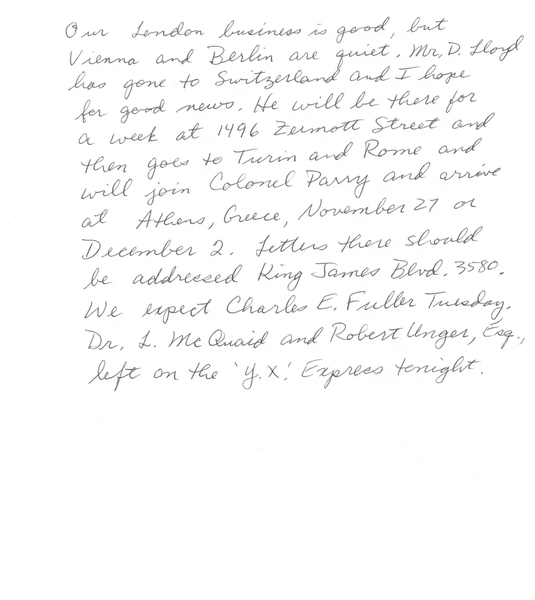 Our London business is good, but
Vienna and Berlin are quiet. Mr. D. Lloyd
has gone to Switzerland and I hope
for good news. He will be there for
a week at 1496 Zermott Street and
then goes to Turin and Rome and
will join Colonel Parry and arrive
at Athens, Greece, November 27 or
December 2. Letters there should
be addressed King James Blvd. 3580.
We expect Charles E. Fuller Tuesday.
Dr. L. McQuaid and Robert Unger, Esq.,
left on the 'Y.X.' Express tonight.